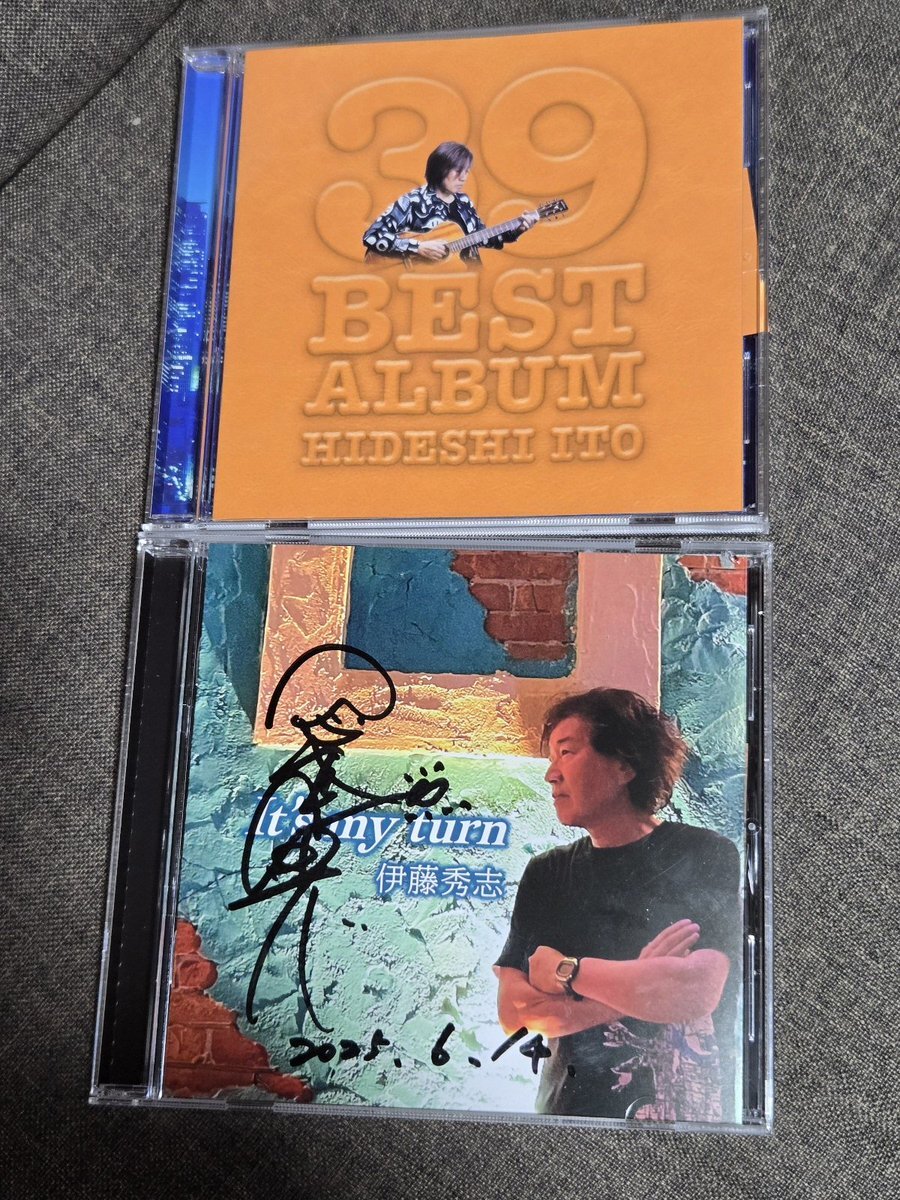 39
BEST
ALBUM
HIDESHI ITO
It's my turn
伊藤秀志
2025.6.14.